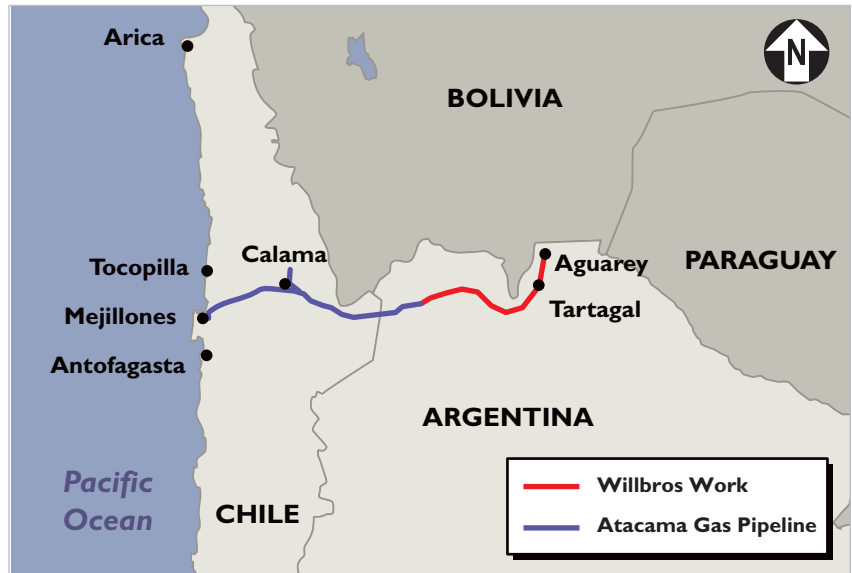 Arica
N
BOLIVIA
Calama
Aguarey
PARAGUAY
Tocopilla
Tartagal
Mejillones
Antofagasta
ARGENTINA
Pacific
Ocean
CHILE
Willbros Work
Atacama Gas Pipeline